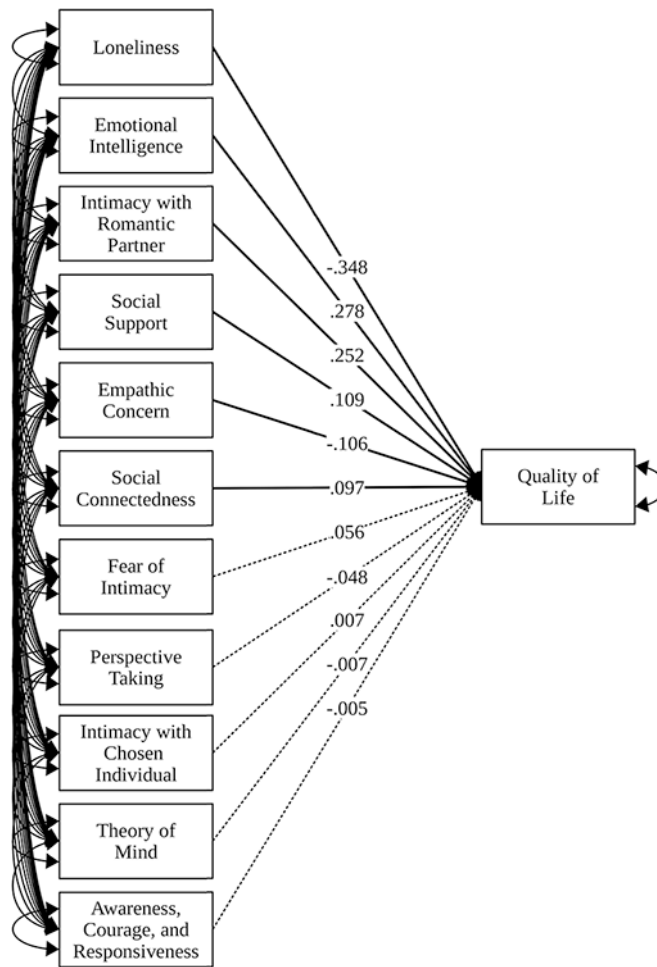 Loneliness
Emotional
Intelligence
Intimacy with
Romantic
Partner
Social
Support
Empathic
Concern
Social
Connectedness
Fear of
Intimacy
Perspective
Taking
Intimacy with
Chosen
Individual
Theory of
Mind
Awareness,
Courage, and
Responsiveness
-.348
.278
.252
.109
-.106
.097
.056
-.048
.007
-.007
-.005
Quality of
Life